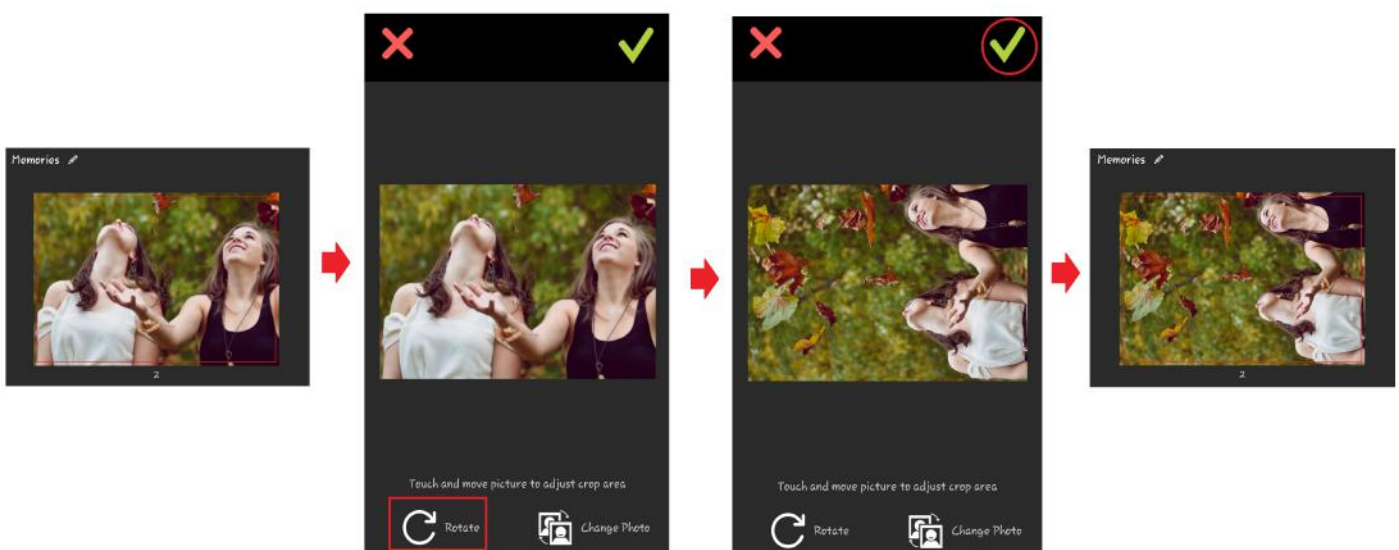 Memories
2
Touch and move picture to adjust crop area
Rotate
Change Photo
Touch and move picture to adjust crop area
Rotate
Change Photo
Memories
2